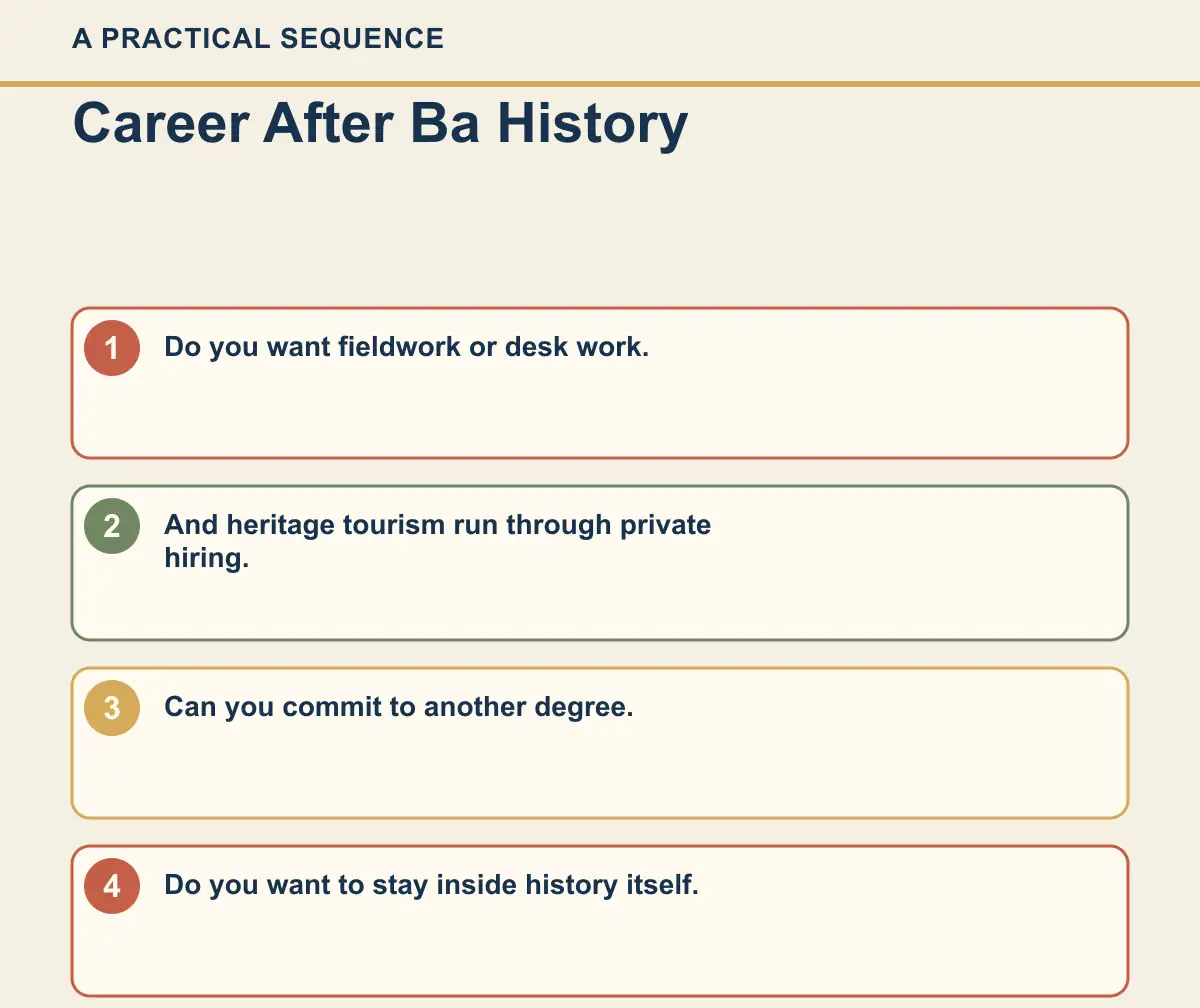 A PRACTICAL SEQUENCE
Career After Ba History
1
Do you want fieldwork or desk work.
2
And heritage tourism run through private
hiring.
3
Can you commit to another degree.
4
Do you want to stay inside history itself.